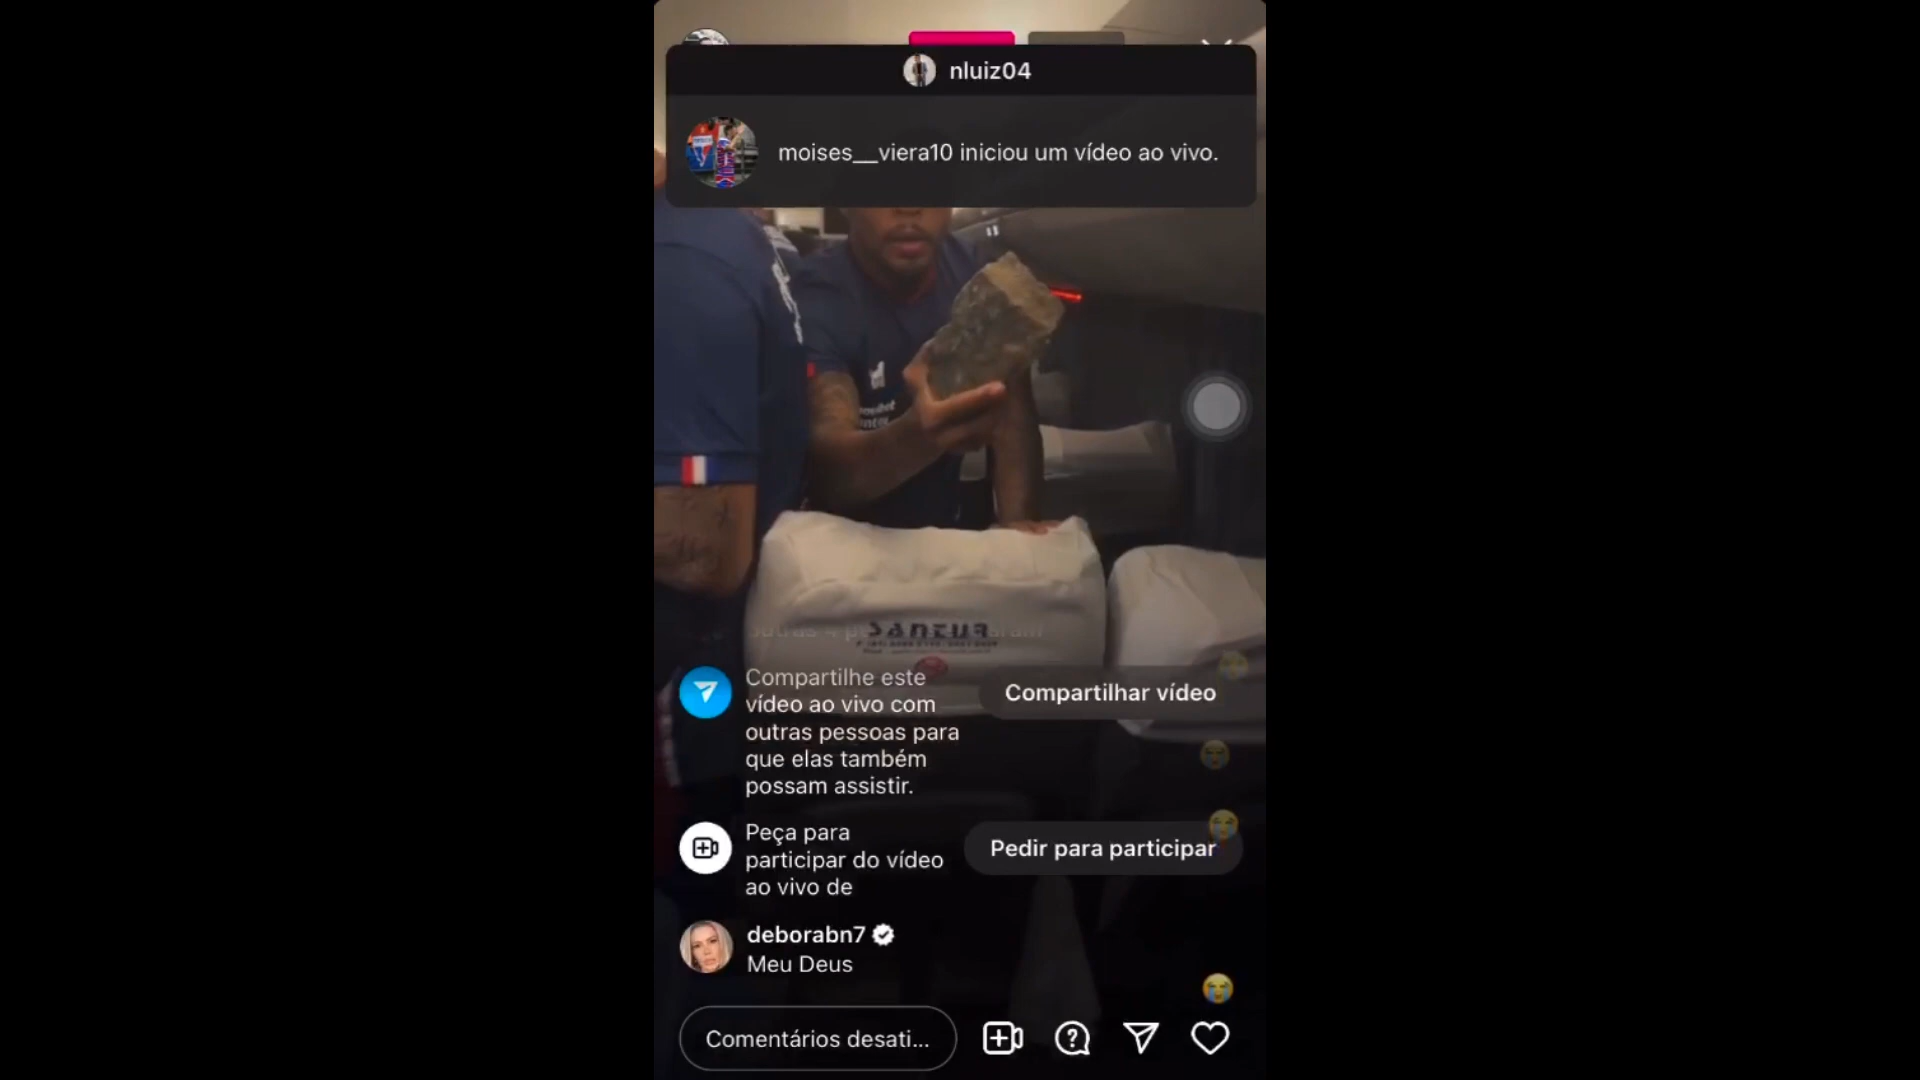 nluiz04
moises__viera10 iniciou um vídeo ao vivo.
SANTUR
Compartilhe este
vídeo ao vivo com
outras pessoas para
que elas também
possam assistir.
Compartilhar vídeo
Peça para
participar do vídeo
ao vivo de
Pedir para participar
deborabn7
Meu Deus
Comentários desati...